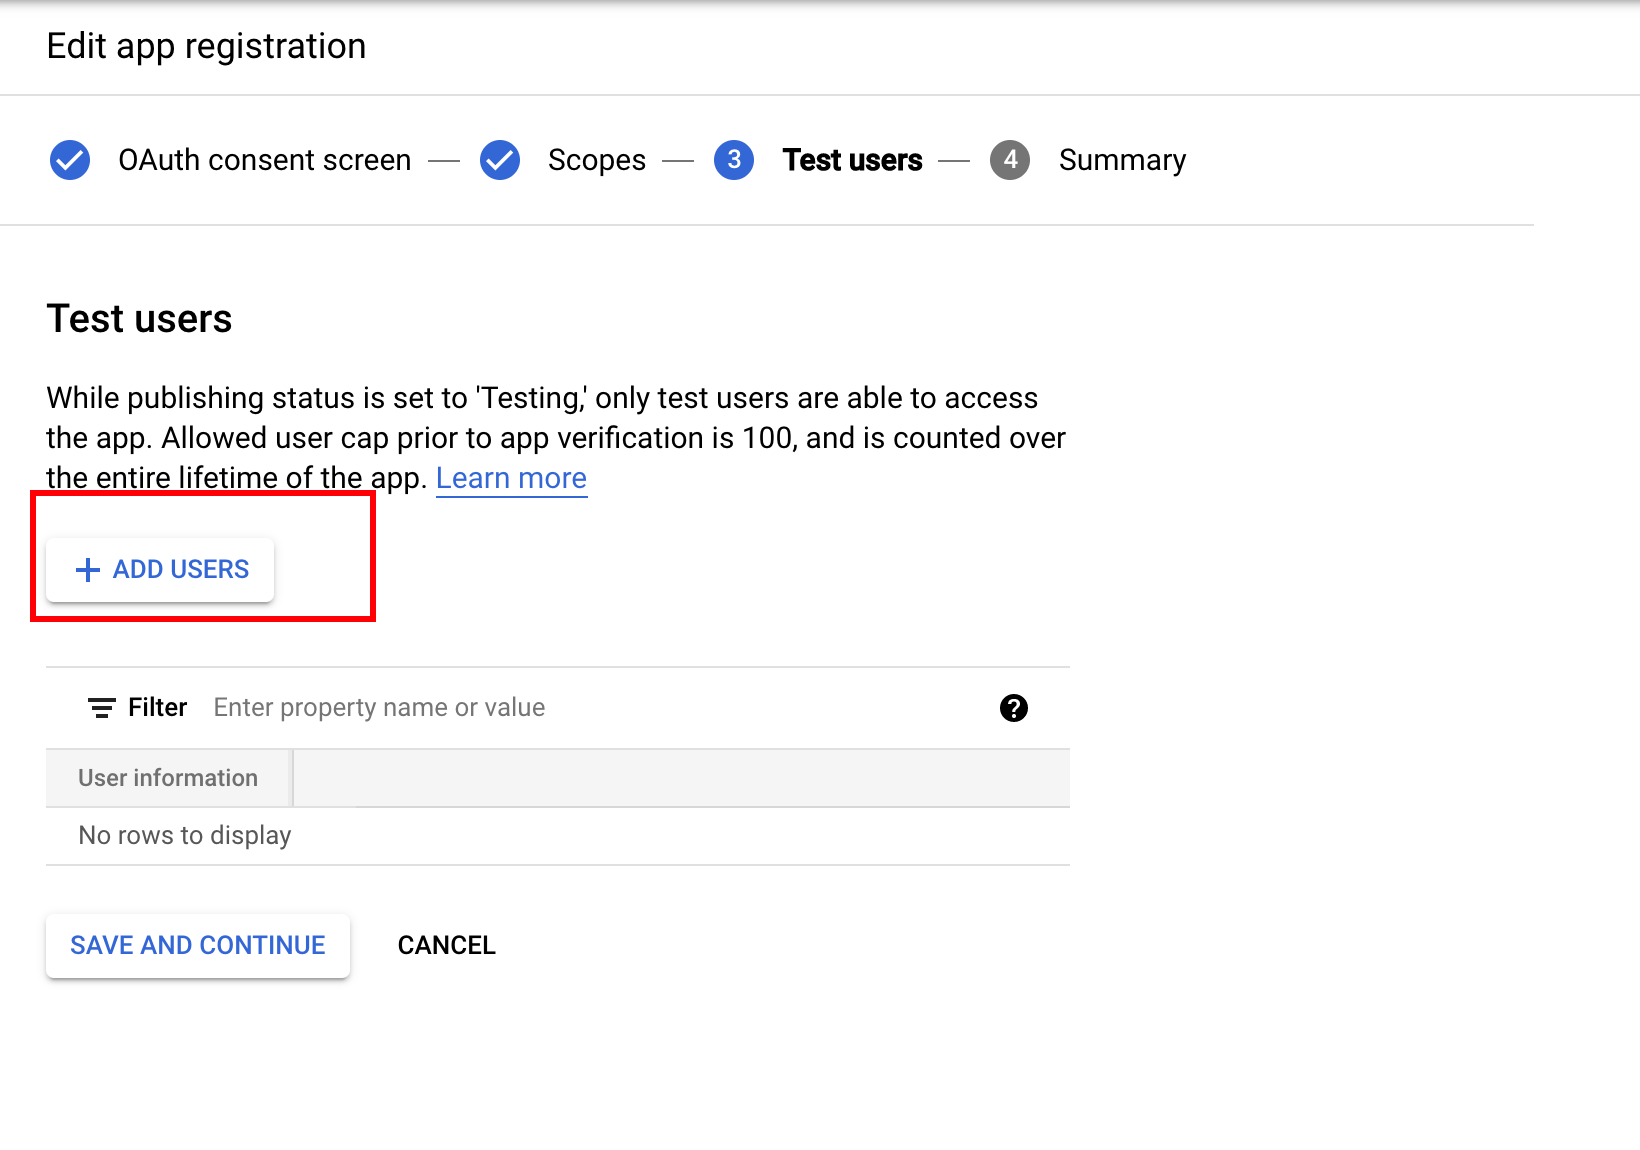 Edit app registration
OAuth consent screen — Scopes — 3 Test users — 4 Summary
Test users
While publishing status is set to 'Testing,' only test users are able to access
the app. Allowed user cap prior to app verification is 100, and is counted over
the entire lifetime of the app. Learn more
+ ADD USERS
Filter Enter property name or value ?
User information
No rows to display
SAVE AND CONTINUE CANCEL